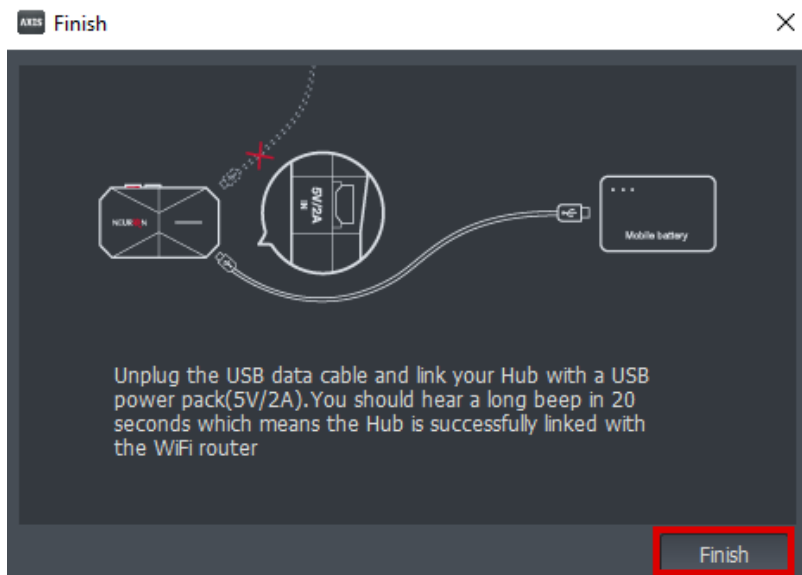 AXIS Finish
NEURON
5V/2A
IN
Mobile battery
Unplug the USB data cable and link your Hub with a USB
power pack(5V/2A).You should hear a long beep in 20
seconds which means the Hub is successfully linked with
the WiFi router
Finish